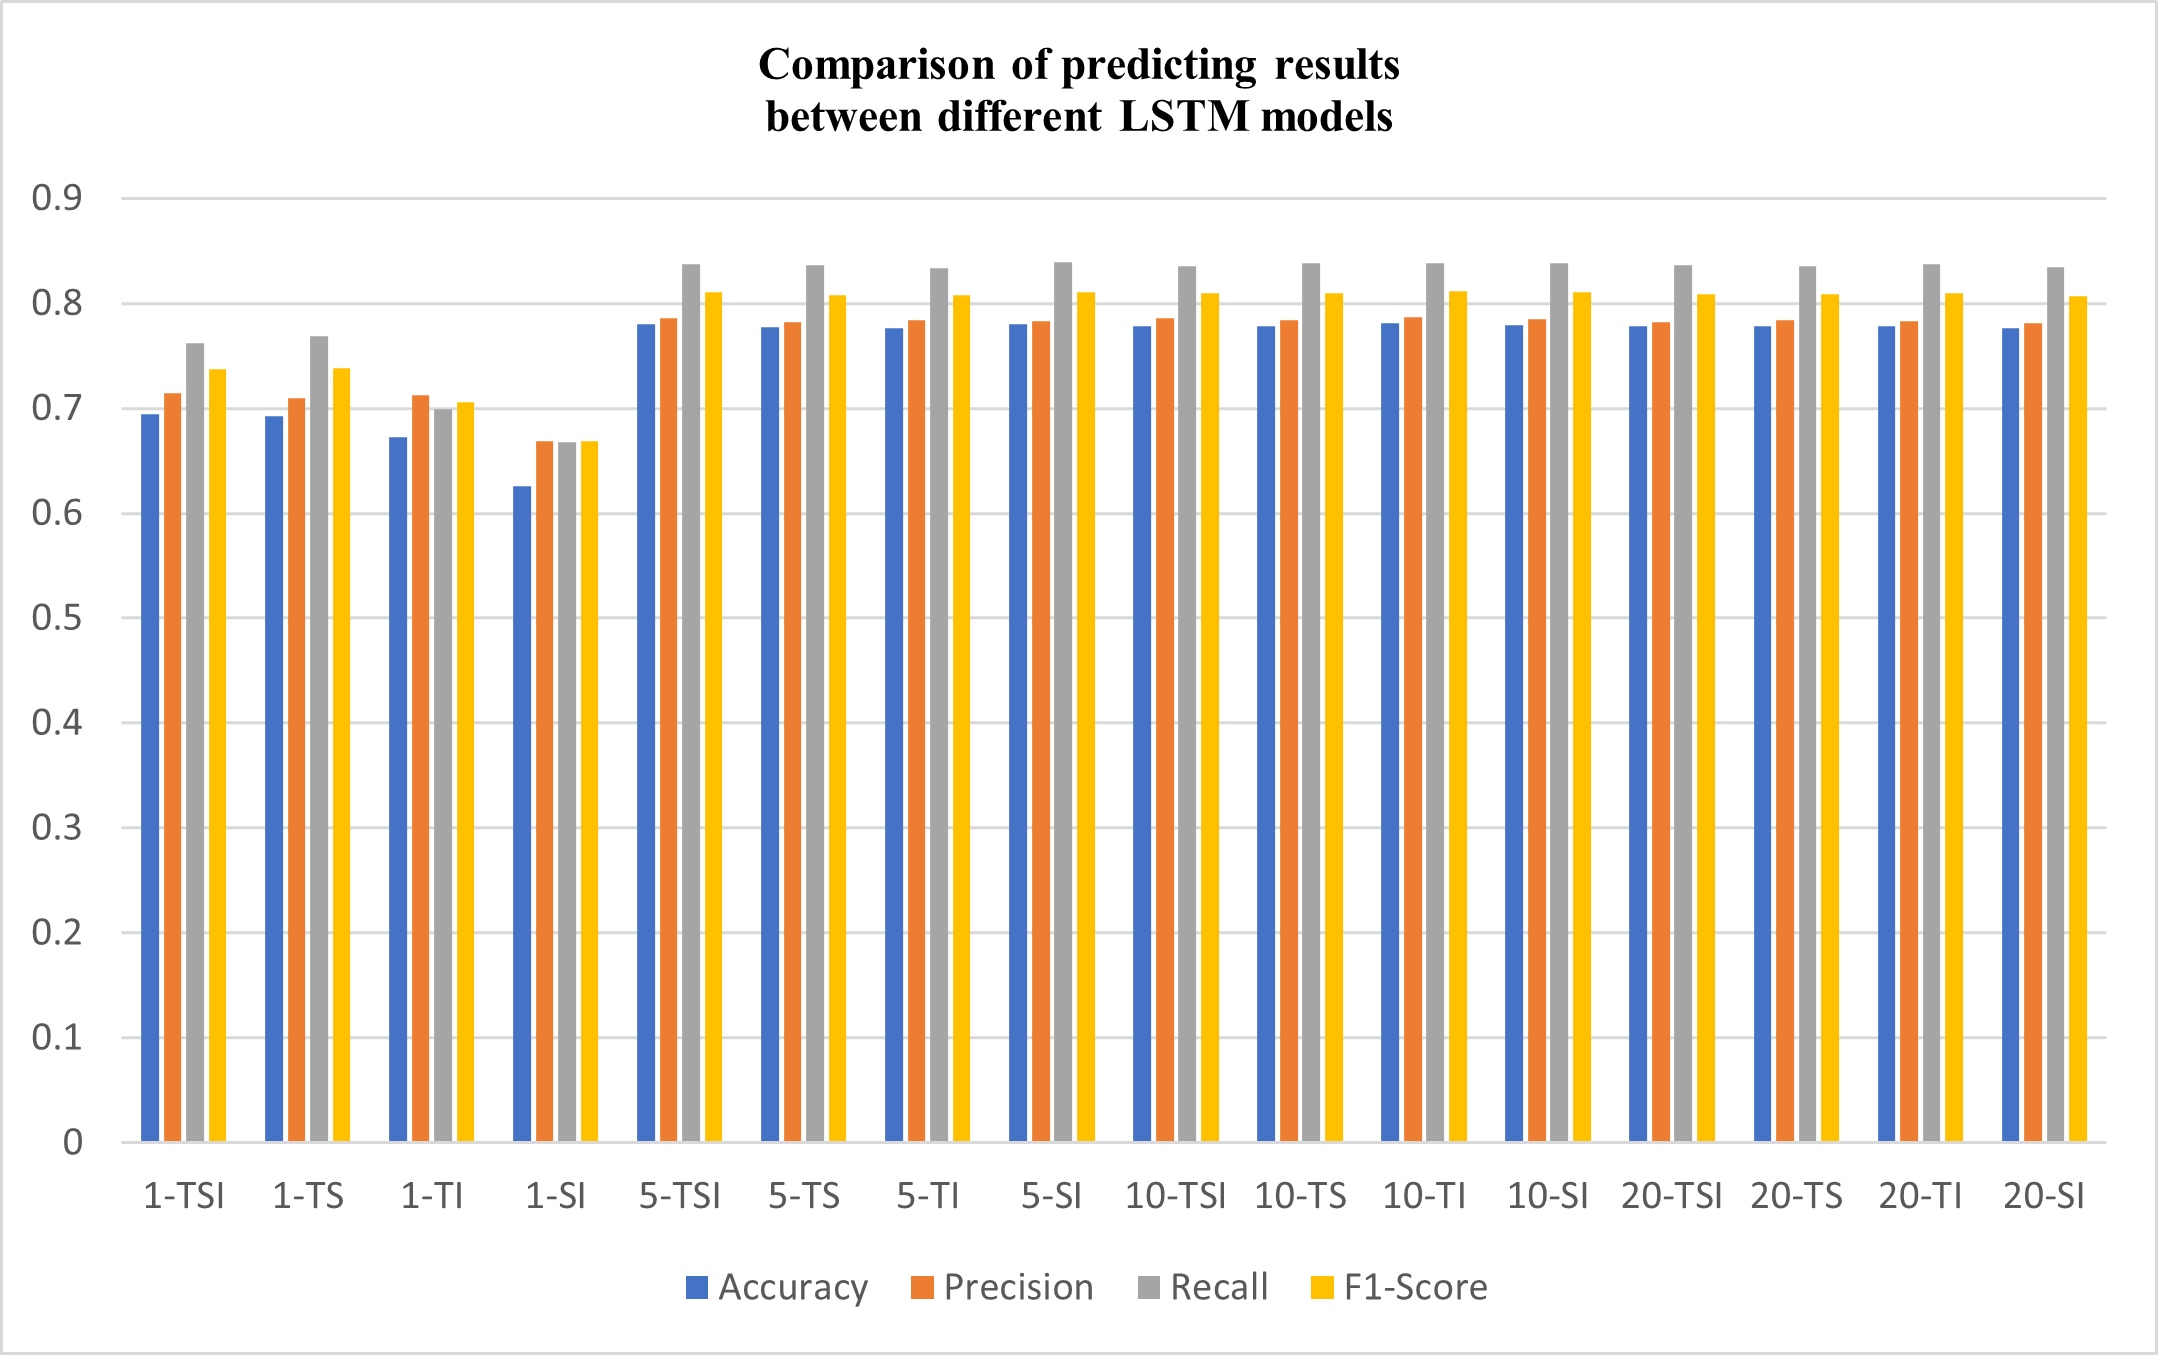 Comparison of predicting results
between different LSTM models
0.9
0.8
0.7
0.6
0.5
0.4
0.3
0.2
0.1
0
1-TSI 1-TS 1-TI 1-SI 5-TSI 5-TS 5-TI 5-SI 10-TSI 10-TS 10-TI 10-SI 20-TSI 20-TS 20-TI 20-SI
Accuracy Precision Recall F1-Score